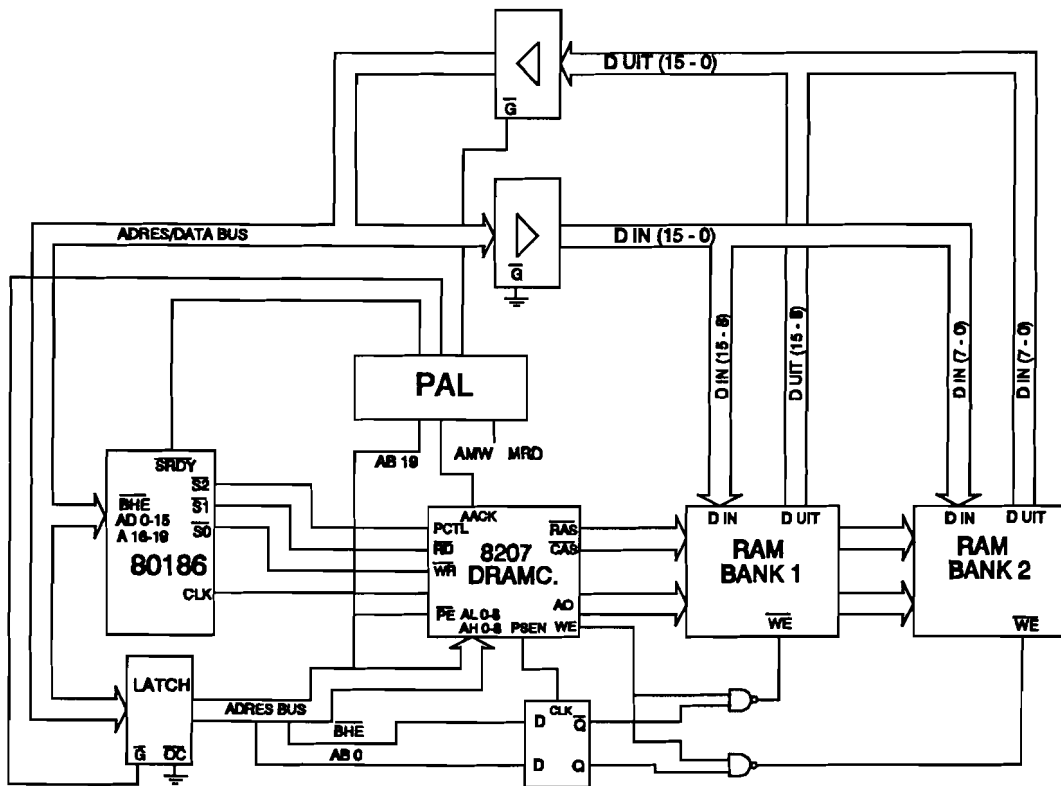 D UIT (15 - 0)
G
ADRES/DATA BUS
D IN (15 - 0)
G
D IN (15 - 8)
D UIT (15 - 8)
D IN (7 - 0)
D IN (7 - 0)
PAL
AB 19
AMW MRD
SRDY
S2
BHE
S1
AD 0-15
S0
A 16-19
80186
CLK
AACK
PCTL
RAS
RD
8207
CAS
DRAMC.
WR
AO
PE
AL 0-8
WE
AH 0-8
PSEN
D IN
D UIT
RAM
BANK 1
WE
D IN
D UIT
RAM
BANK 2
WE
LATCH
ADRES BUS
G
OC
BHE
AB 0
CLK
D
Q
D
Q